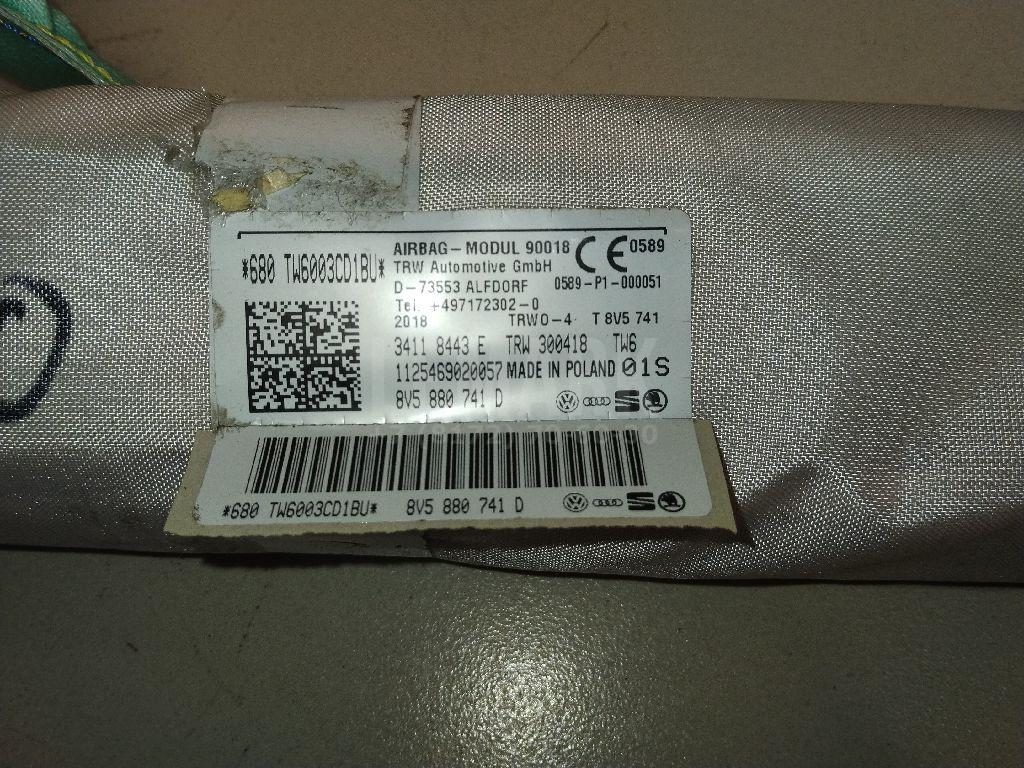 *680 TW6003CD1BU*
AIRBAG-MODUL 90018 CE 0589
TRW Automotive GmbH
D-73553 ALFDORF 0589-P1-000051
Tel. +497172302-0
2018 TRWO-4 T 8V5 741
3411 8443 E TRW 300418 TW6
1125469020057 MADE IN POLAND 01S
8V5 880 741 D
*680 TW6003CD1BU* 8V5 880 741 D